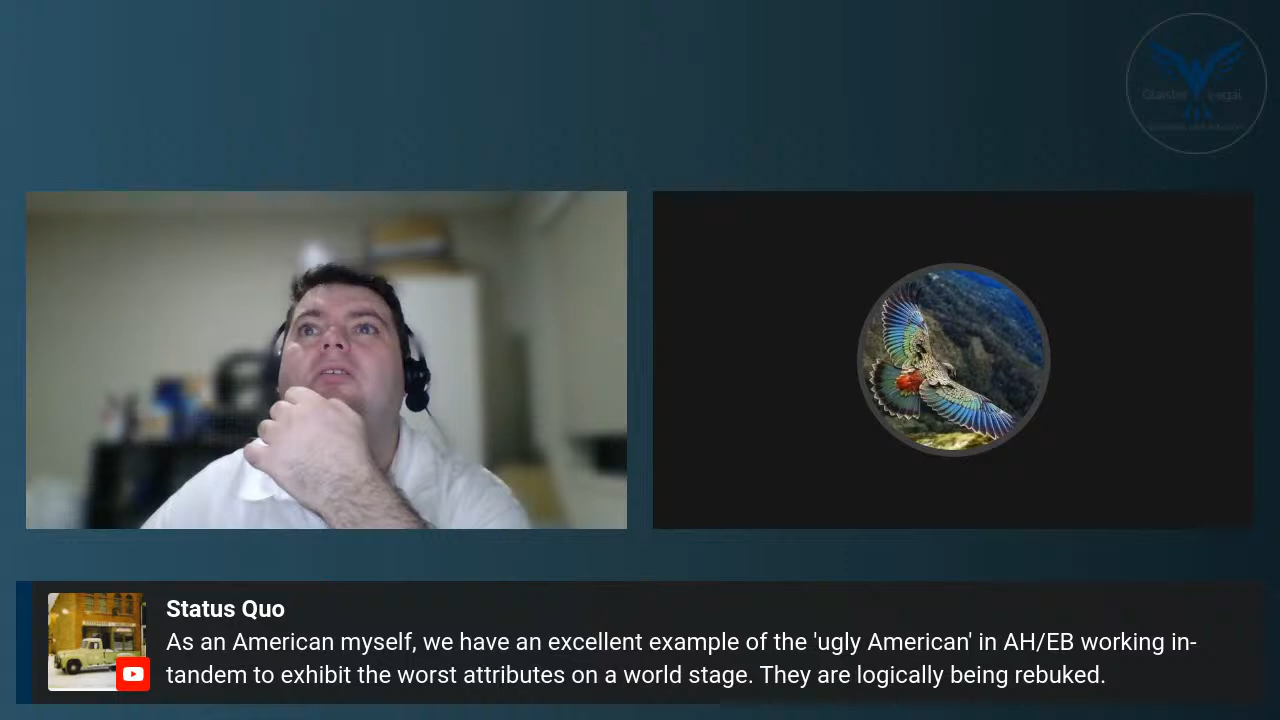 Status Quo
As an American myself, we have an excellent example of the 'ugly American' in AH/EB working in-
tandem to exhibit the worst attributes on a world stage. They are logically being rebuked.